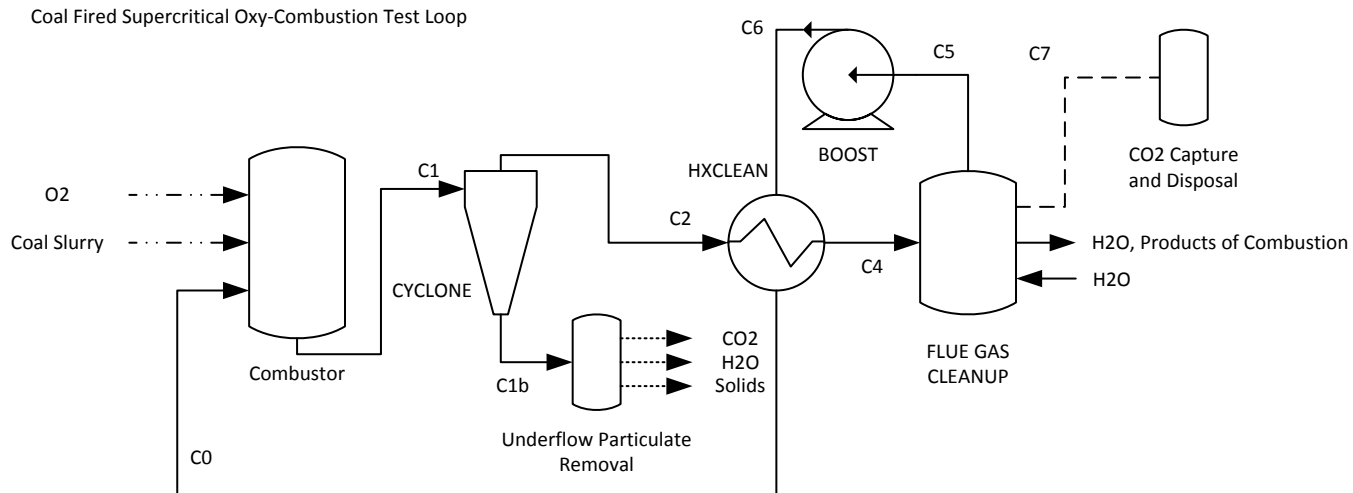 Coal Fired Supercritical Oxy-Combustion Test Loop
C6
C5
C7
BOOST
CO2 Capture
and Disposal
O2
C1
HXCLEAN
Coal Slurry
C2
C4
H2O, Products of Combustion
H2O
CYCLONE
Combustor
CO2
H2O
Solids
C1b
FLUE GAS
CLEANUP
Underflow Particulate
Removal
C0